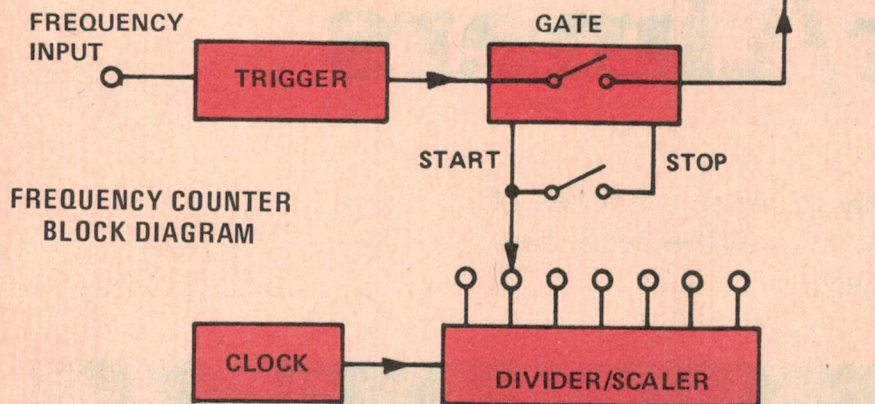 FREQUENCY
INPUT
GATE
TRIGGER
START
STOP
FREQUENCY COUNTER
BLOCK DIAGRAM
CLOCK
DIVIDER/SCALER